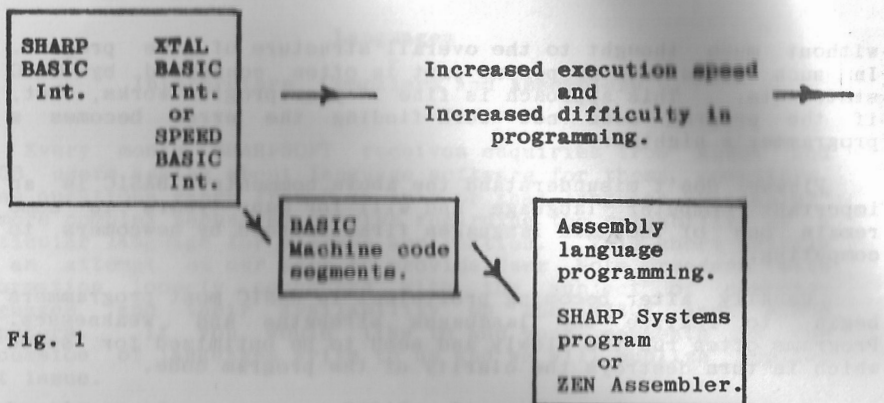 SHARP XTAL
BASIC BASIC
Int. Int.
or
SPEED
BASIC
Int.
Increased execution speed
and
Increased difficulty in
programming.
BASIC
Machine code
segments.
Assembly
language
programming.
SHARP Systems
program
or
ZEN Assembler.
Fig. 1